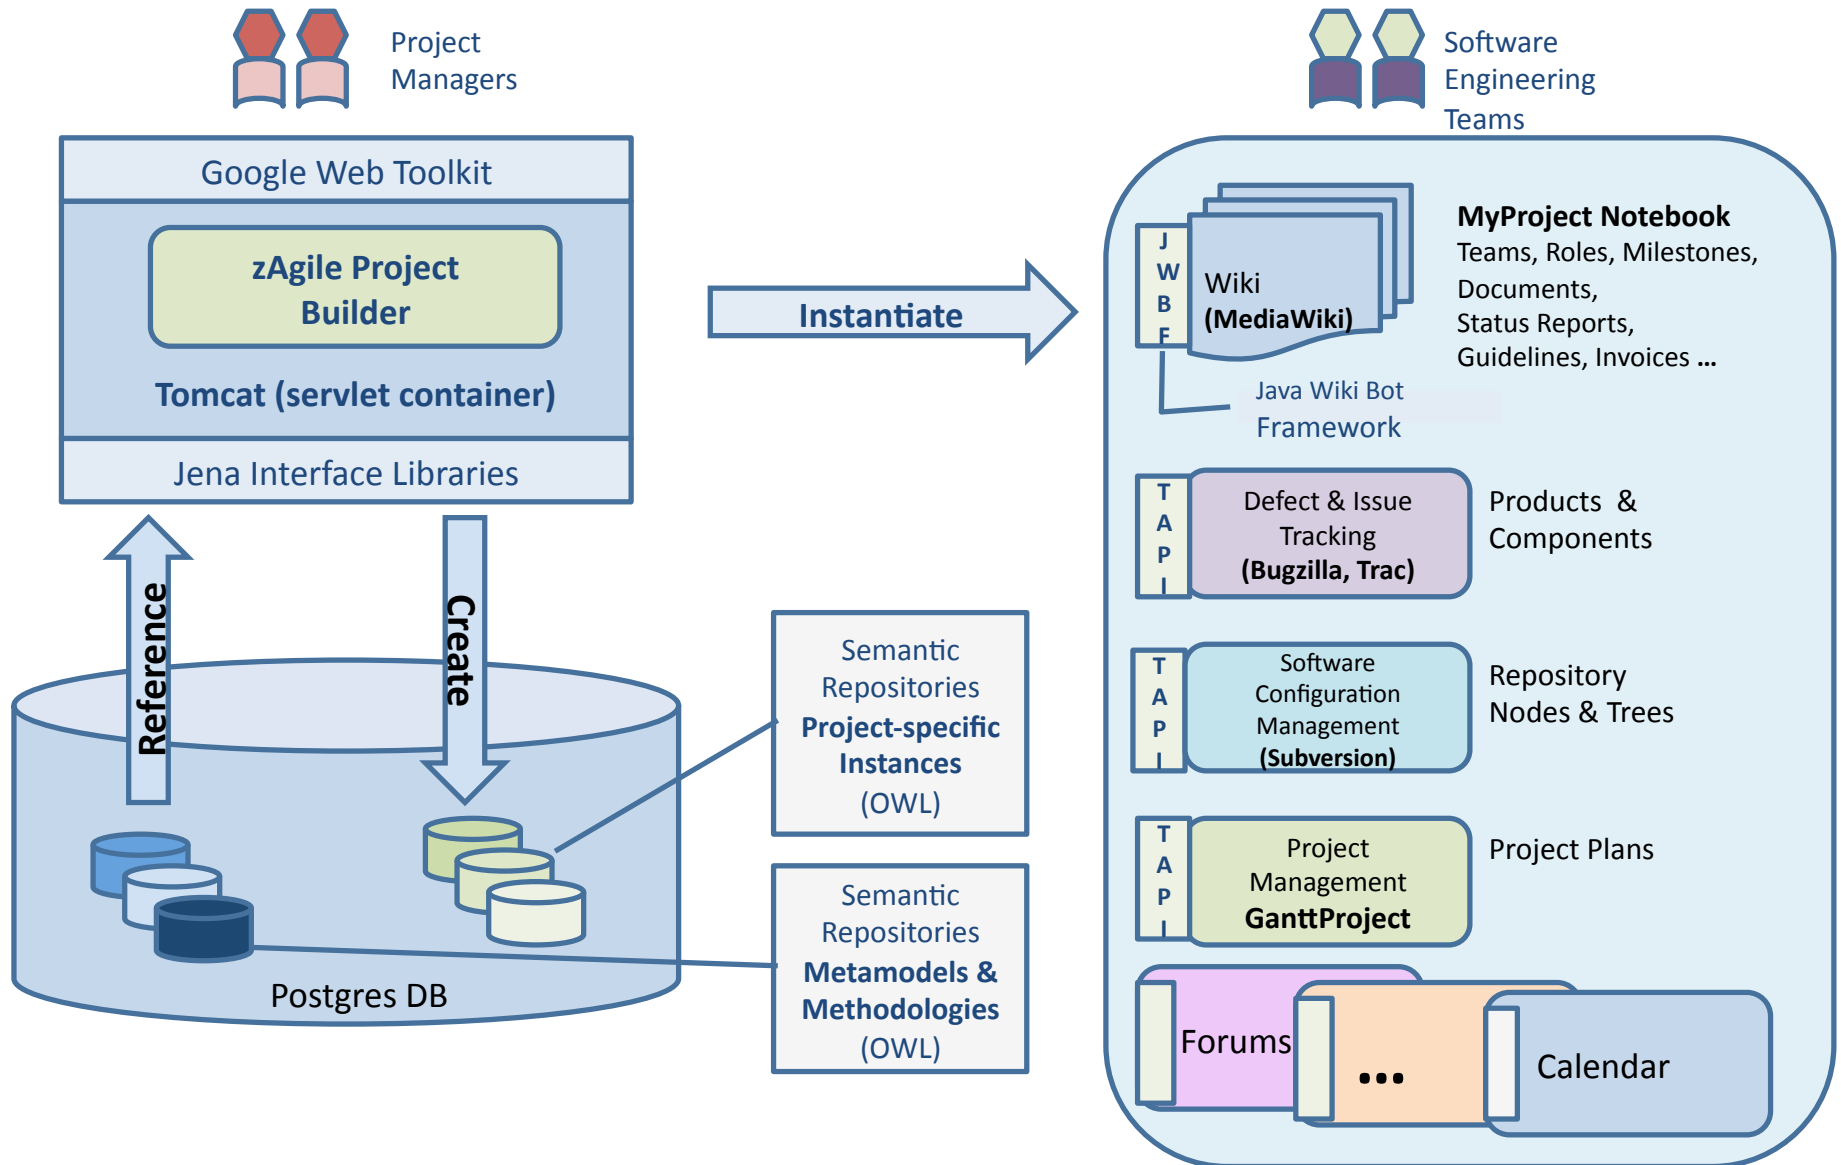 Project
Managers
Software
Engineering
Teams
Google Web Toolkit
zAgile Project
Builder
Tomcat (servlet container)
Jena Interface Libraries
Instantiate
J
W
B
F
Wiki
(MediaWiki)
MyProject Notebook
Teams, Roles, Milestones,
Documents,
Status Reports,
Guidelines, Invoices ...
Java Wiki Bot
Framework
T
A
P
I
Defect & Issue
Tracking
(Bugzilla, Trac)
Products &
Components
Reference
Create
Semantic
Repositories
Project-specific
Instances
(OWL)
T
A
P
I
Software
Configuration
Management
(Subversion)
Repository
Nodes & Trees
T
A
P
I
Project
Management
GanttProject
Project Plans
Semantic
Repositories
Metamodels &
Methodologies
(OWL)
Postgres DB
Forums
...
Calendar